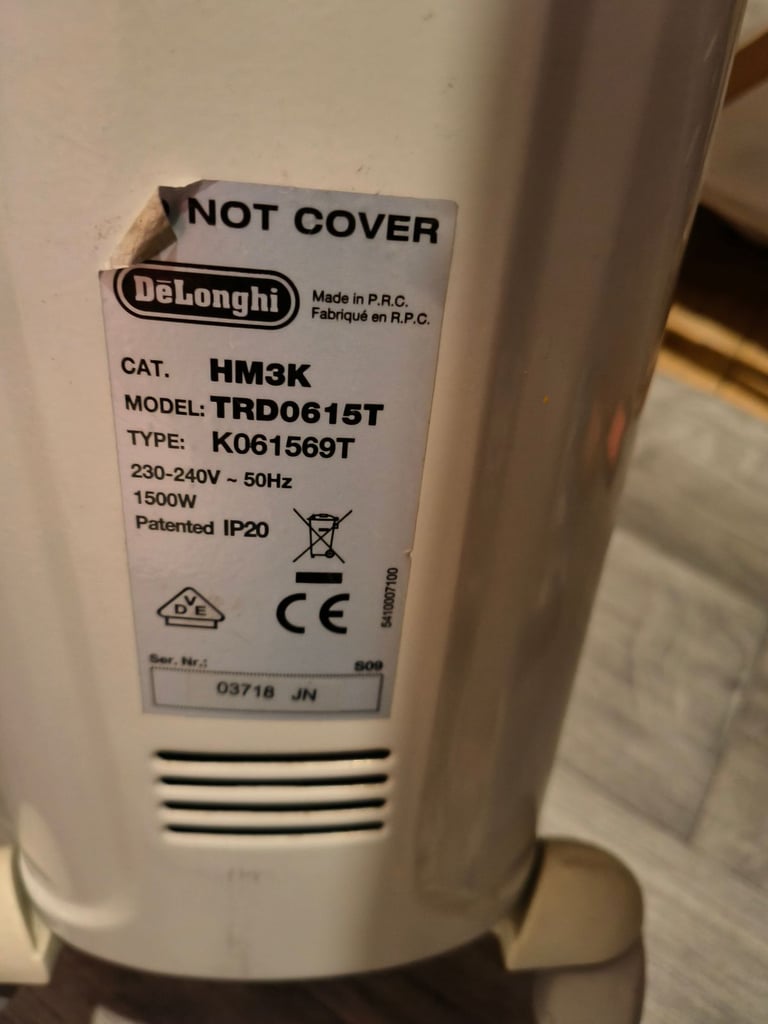 NOT COVER
DeLonghi
Made in P.R.C.
Fabriqué en R.P.C.
CAT. HM3K
MODEL: TRD0615T
TYPE: K061569T
230-240V ~ 50Hz
1500W
Patented IP20
VDE
CE
5410007100
Ser. Nr.: S09
03718 JN